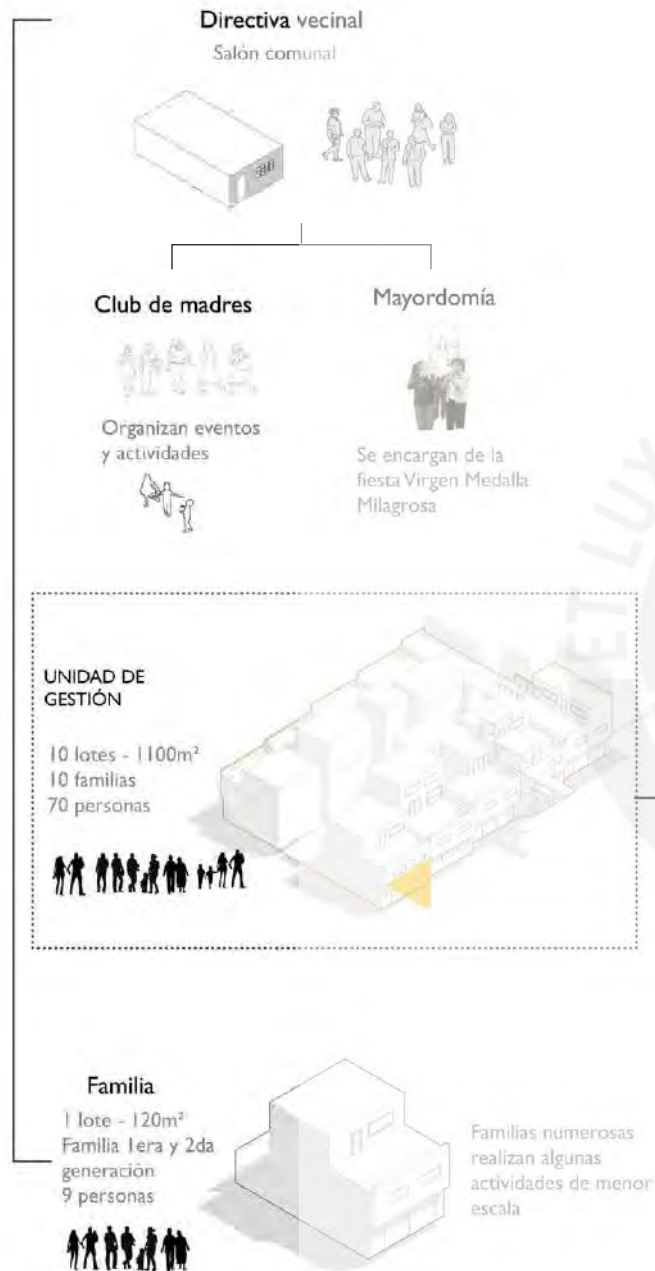 Directiva vecinal
Salón comunal
Club de madres
Organizan eventos
y actividades
Mayordomía
Se encargan de la
fiesta Virgen Medalla
Milagrosa
UNIDAD DE
GESTIÓN
10 lotes - 1100m²
10 familias
70 personas
Familia
1 lote - 120m²
Familia 1era y 2da
generación
9 personas
Familias numerosas
realizan algunas
actividades de menor
escala
ET LUX